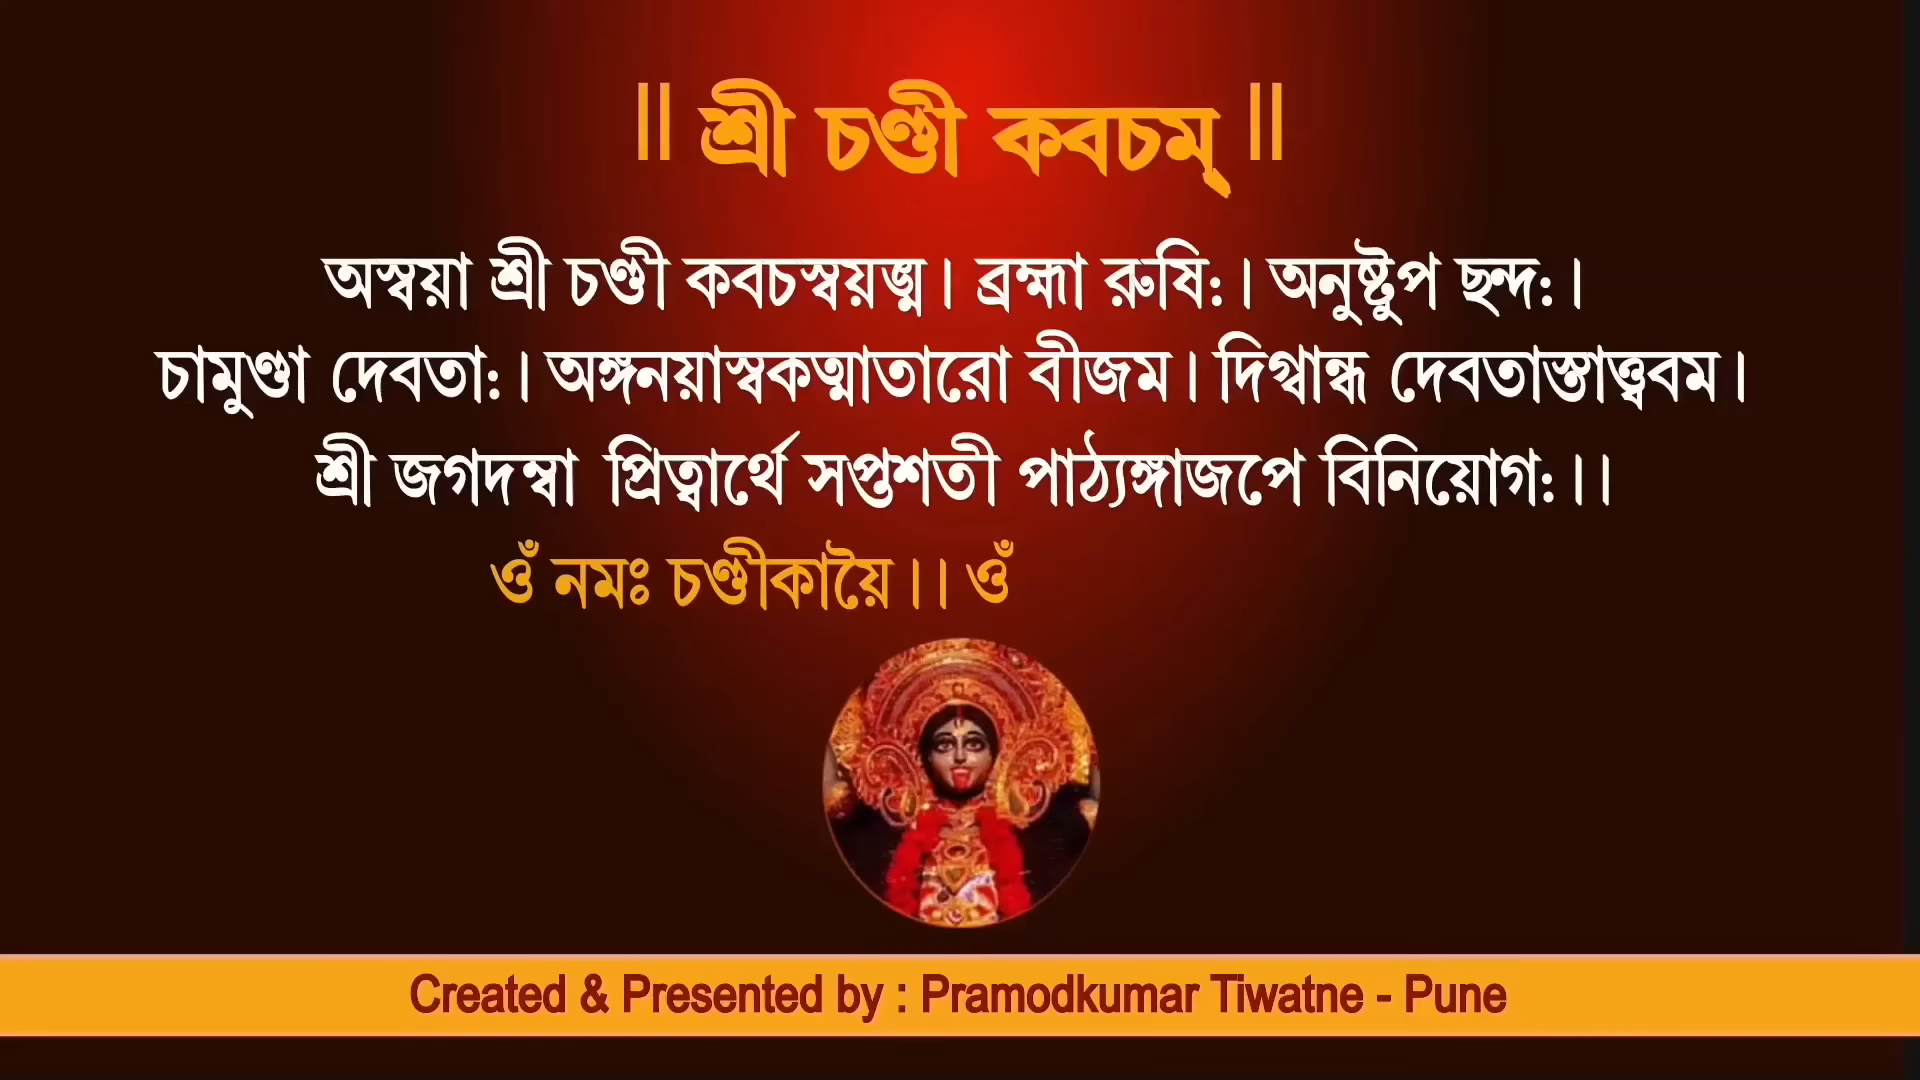 || শ্রী চণ্ডী কবচম্ ||
অস্বয়া শ্রী চণ্ডী কবচস্বয়ঙ্ম। ব্রহ্মা রুষি:। অনুষ্টুপ ছন্দ:।
চামুণ্ডা দেবতা:। অঙ্গনয়াস্বকত্মাতারো বীজম। দিগ্বান্ধ দেবতাস্তাত্ত্ববম।
শ্রী জগদম্বা প্রিত্বার্থে সপ্তশতী পাঠ্যঙ্গাজপে বিনিয়োগ:।।
ওঁ নমঃ চণ্ডীকায়ৈ।। ওঁ
Created & Presented by : Pramodkumar Tiwatne - Pune